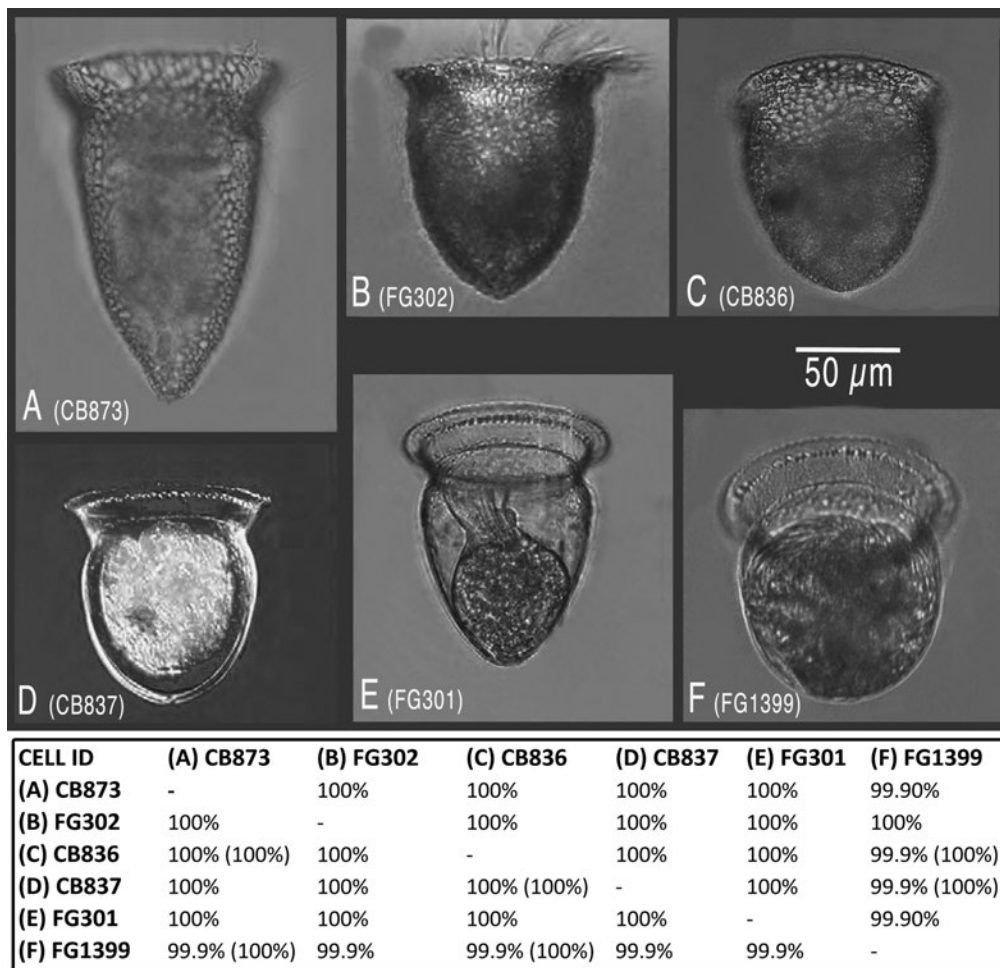 A (CB873)
B (FG302)
C (CB836)
50 µm
D (CB837)
E (FG301)
F (FG1399)
CELL ID (A) CB873 (B) FG302 (C) CB836 (D) CB837 (E) FG301 (F) FG1399
(A) CB873 - 100% 100% 100% 100% 99.90%
(B) FG302 100% - 100% 100% 100% 100%
(C) CB836 100% (100%) 100% - 100% 100% 99.9% (100%)
(D) CB837 100% 100% 100% (100%) - 100% 99.9% (100%)
(E) FG301 100% 100% 100% 100% - 99.90%
(F) FG1399 99.9% (100%) 99.9% 99.9% (100%) 99.9% 99.9% -